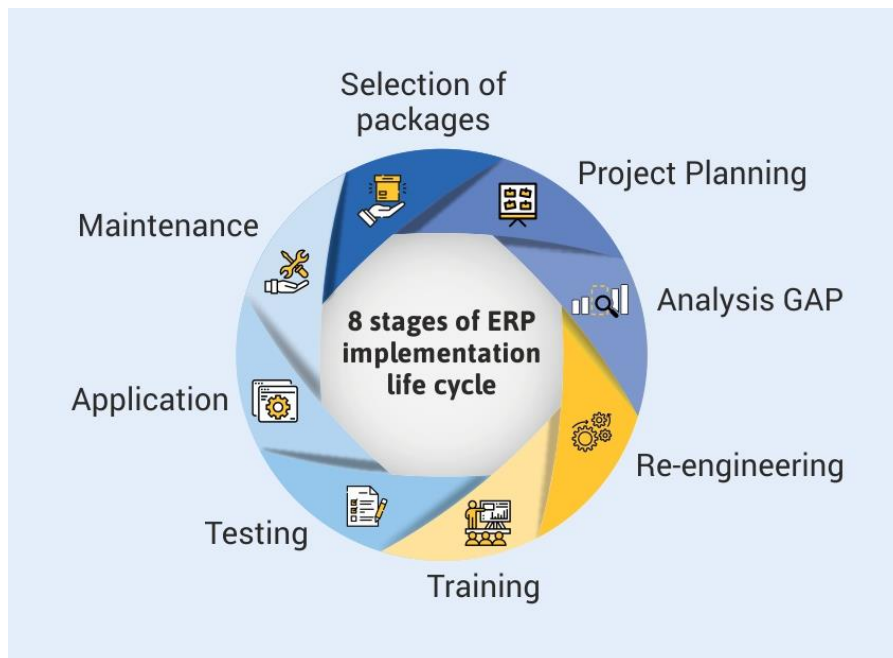 Selection of
packages
Project Planning
Analysis GAP
Re-engineering
Training
Testing
Application
Maintenance
8 stages of ERP
implementation
life cycle